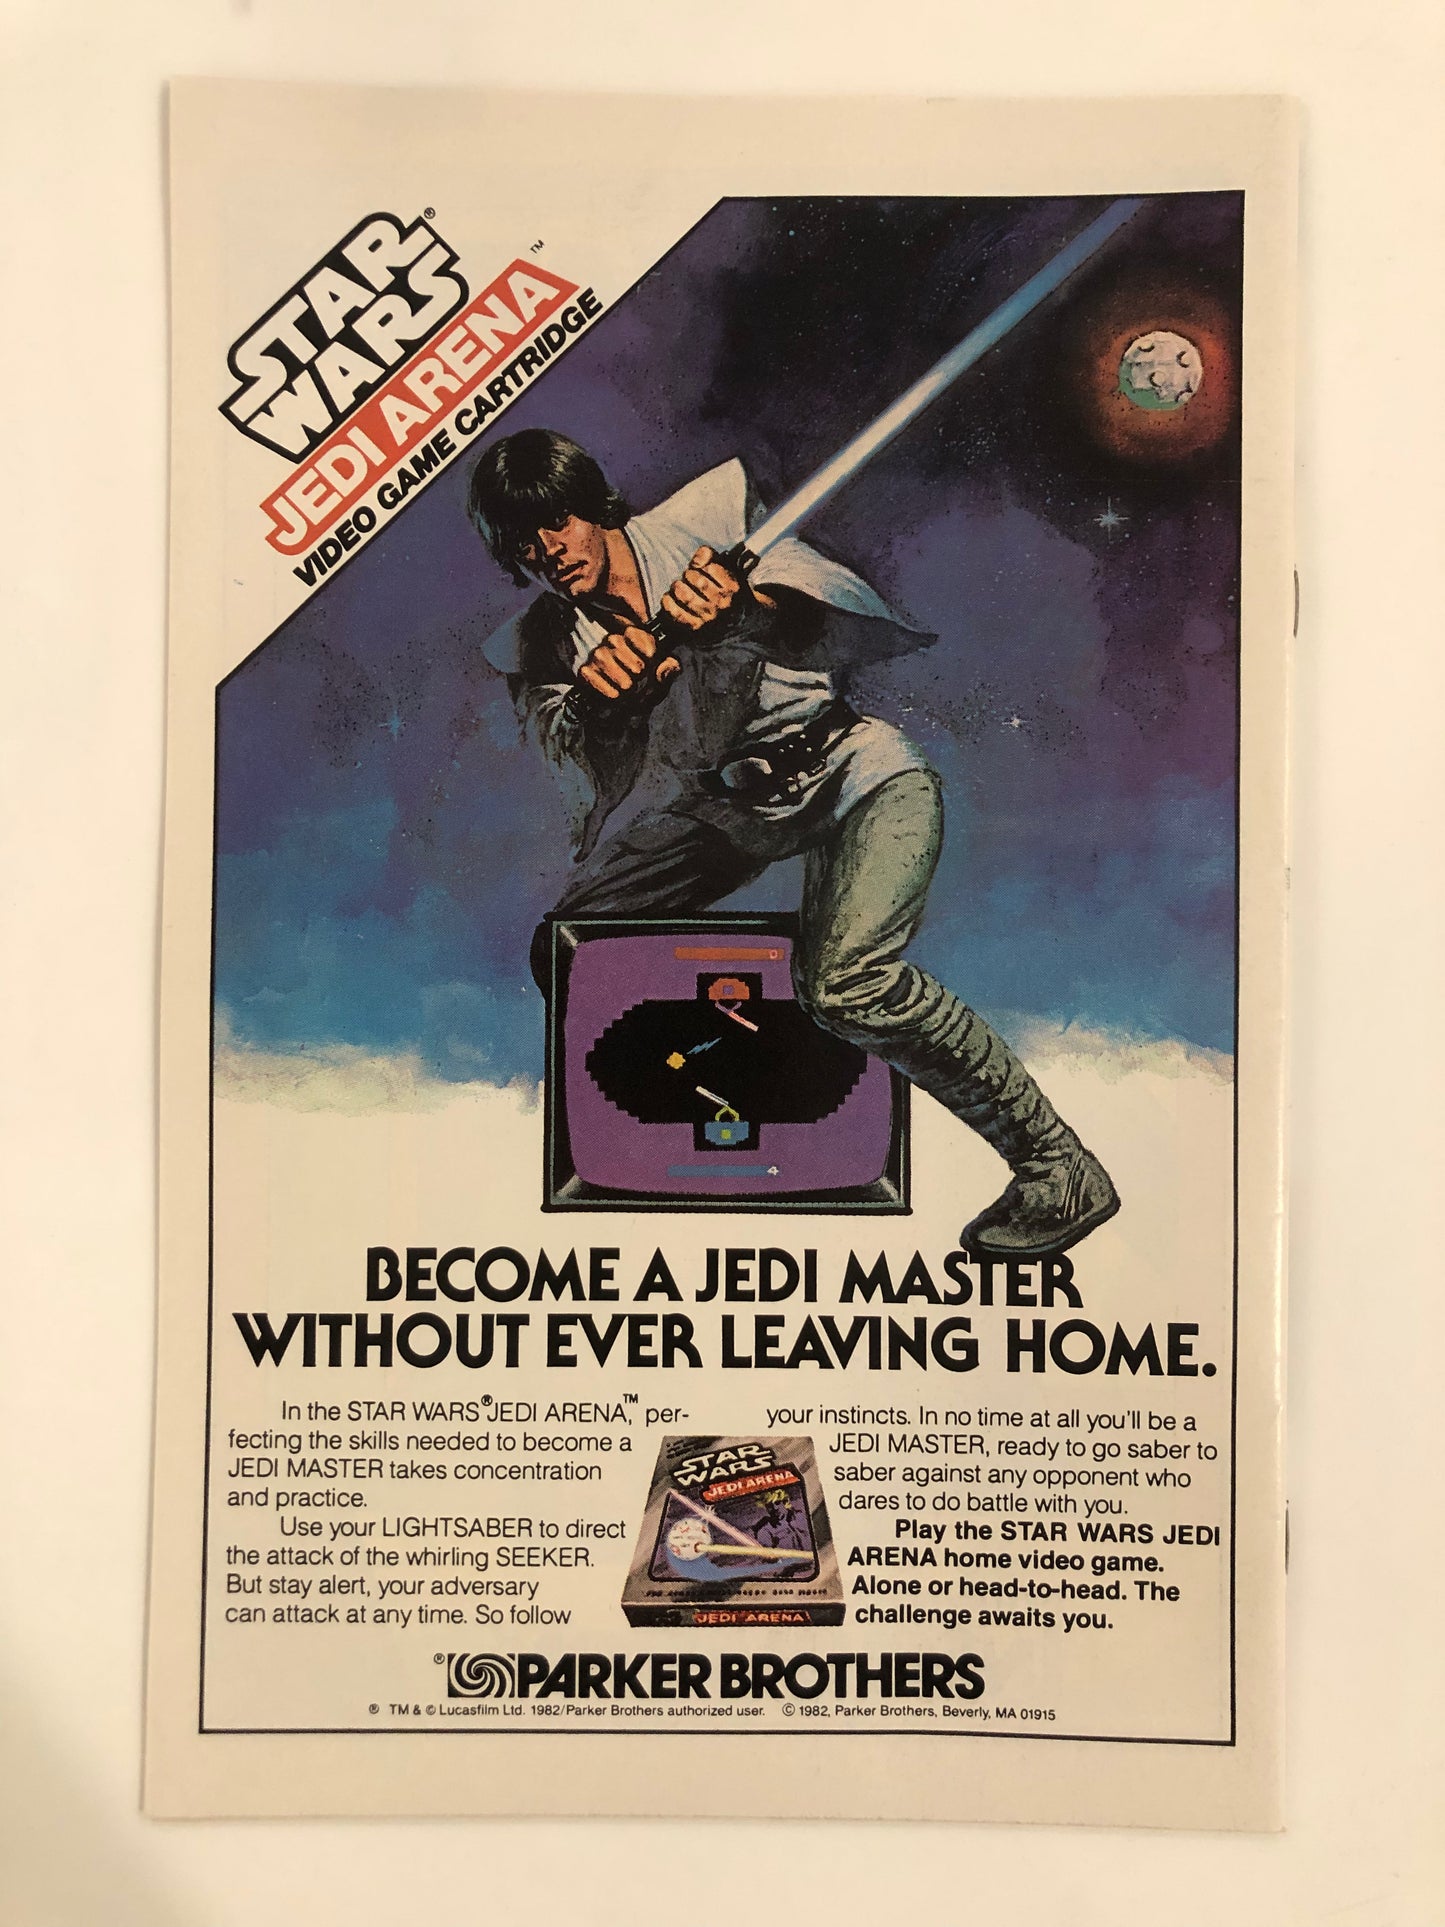 STAR®
WARS
JEDI ARENA™
VIDEO GAME CARTRIDGE
0
4
BECOME A JEDI MASTER
WITHOUT EVER LEAVING HOME.
In the STAR WARS® JEDI ARENA,™ per-
fecting the skills needed to become a
JEDI MASTER takes concentration
and practice.
Use your LIGHTSABER to direct
the attack of the whirling SEEKER.
But stay alert, your adversary
can attack at any time. So follow
your instincts. In no time at all you'll be a
JEDI MASTER, ready to go saber to
saber against any opponent who
dares to do battle with you.
Play the STAR WARS JEDI
ARENA home video game.
Alone or head-to-head. The
challenge awaits you.
STAR
WARS
JEDI ARENA
JEDI ARENA
® PARKER BROTHERS
® TM & © Lucasfilm Ltd. 1982/Parker Brothers authorized user. © 1982, Parker Brothers, Beverly, MA 01915